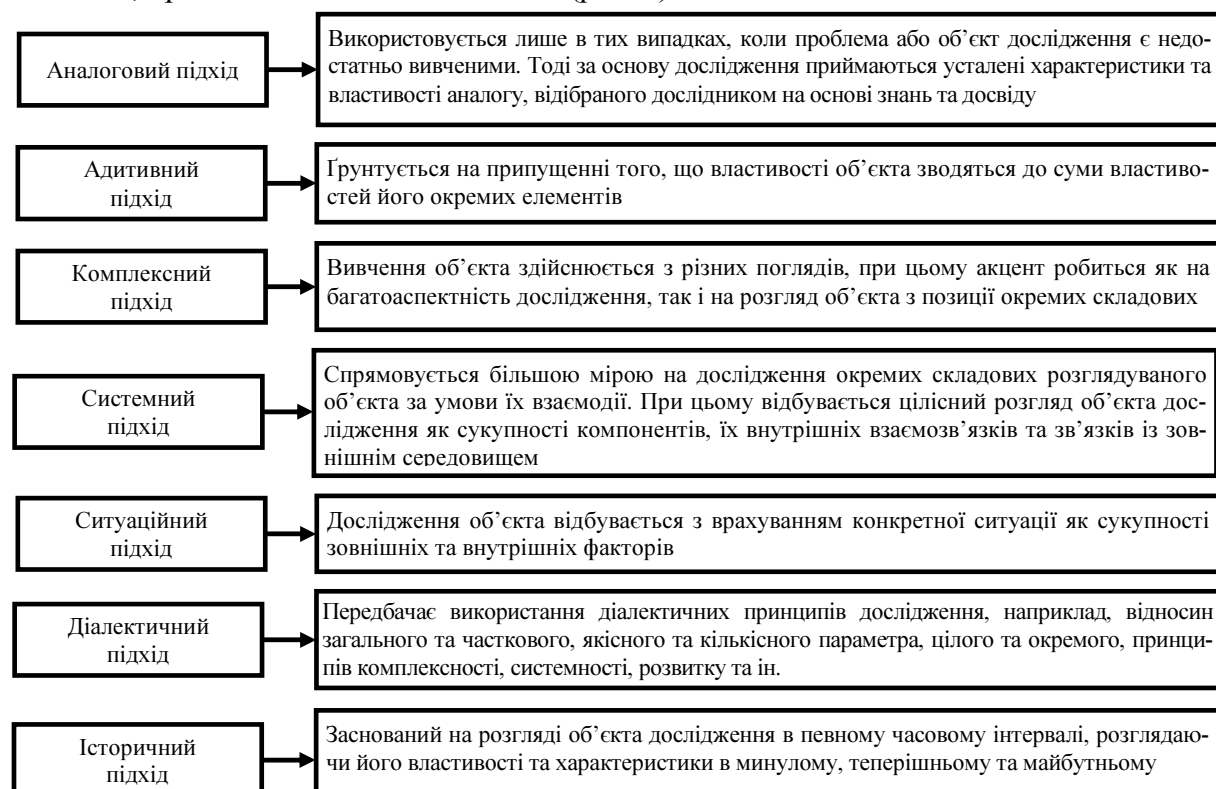 Аналоговий підхід
Використовується лише в тих випадках, коли проблема або об’єкт дослідження є недо-
статньо вивченими. Тоді за основу дослідження приймаються усталені характеристики та
властивості аналогу, відібраного дослідником на основі знань та досвіду
Адитивний
підхід
Ґрунтується на припущенні того, що властивості об’єкта зводяться до суми властиво-
стей його окремих елементів
Комплексний
підхід
Вивчення об’єкта здійснюється з різних поглядів, при цьому акцент робиться як на
багатоаспектність дослідження, так і на розгляд об’єкта з позиції окремих складових
Системний
підхід
Спрямовується більшою мірою на дослідження окремих складових розглядуваного
об’єкта за умови їх взаємодії. При цьому відбувається цілісний розгляд об’єкта дос-
лідження як сукупності компонентів, їх внутрішніх взаємозв’язків та зв’язків із зов-
нішнім середовищем
Ситуаційний
підхід
Дослідження об’єкта відбувається з врахуванням конкретної ситуації як сукупності
зовнішніх та внутрішніх факторів
Діалектичний
підхід
Передбачає використання діалектичних принципів дослідження, наприклад, відносин
загального та часткового, якісного та кількісного параметра, цілого та окремого, принци-
пів комплексності, системності, розвитку та ін.
Історичний
підхід
Заснований на розгляді об’єкта дослідження в певному часовому інтервалі, розглядаю-
чи його властивості та характеристики в минулому, теперішньому та майбутньому